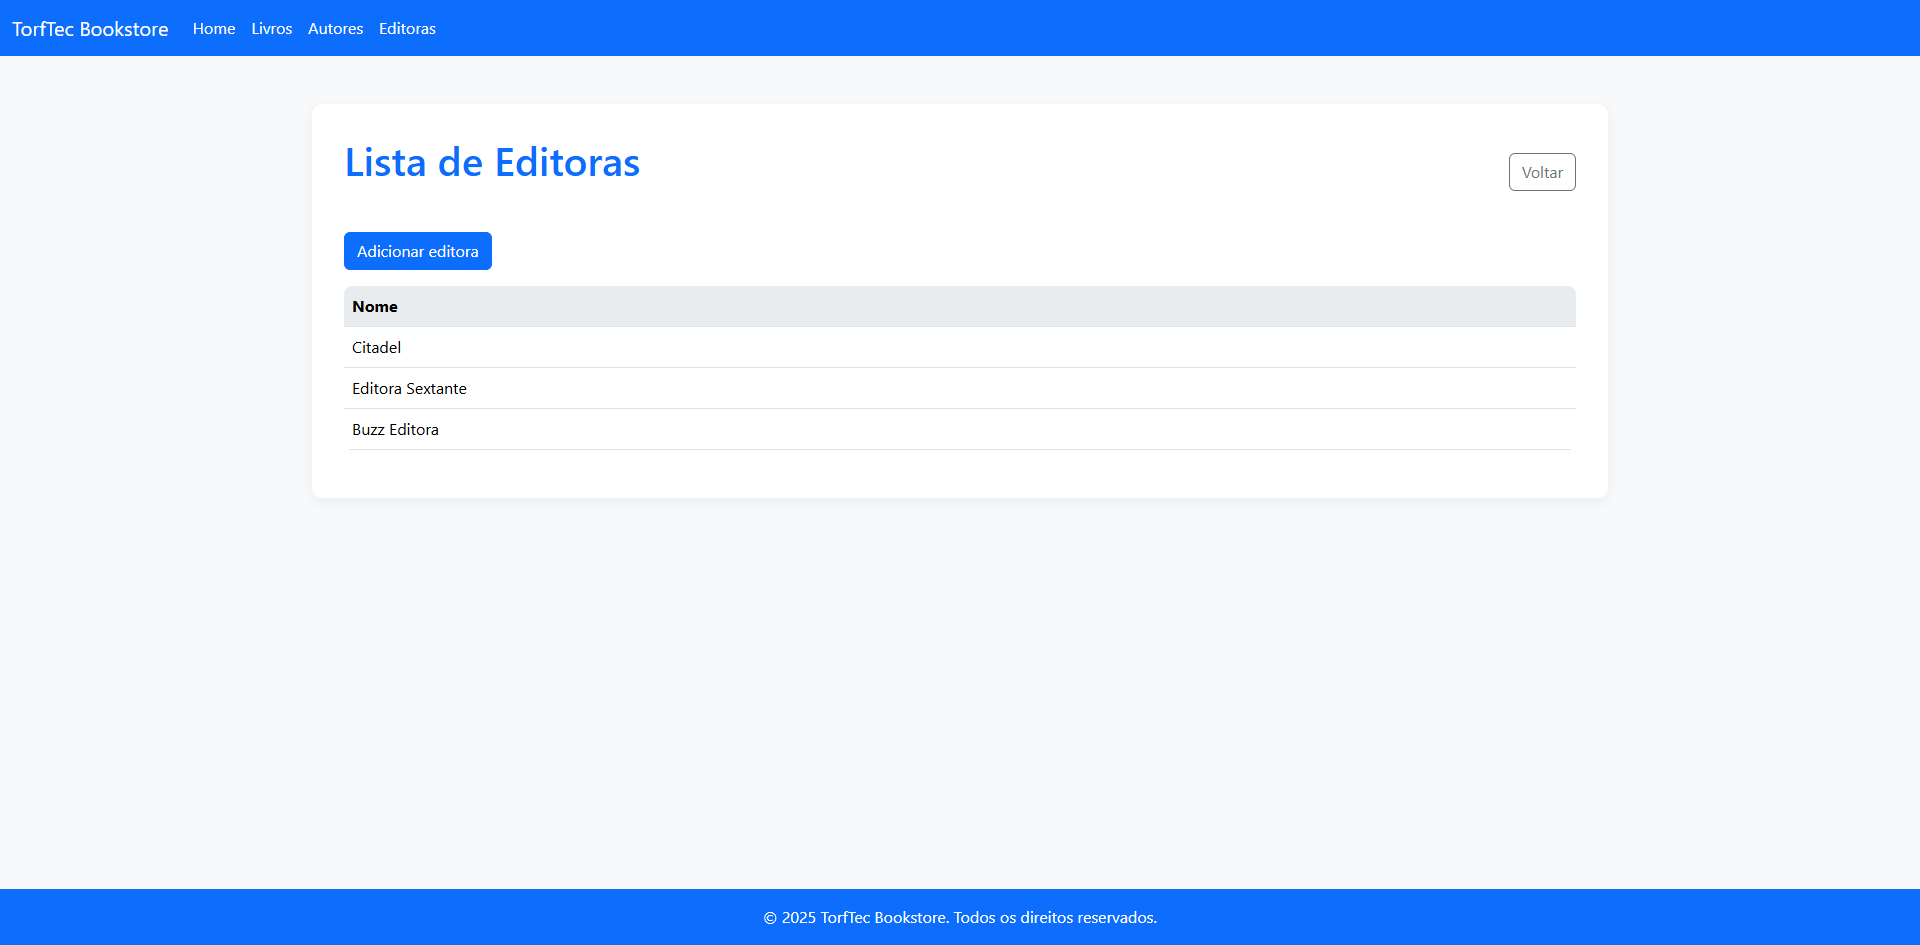 TorfTec Bookstore Home Livros Autores Editoras
Lista de Editoras
Voltar
Adicionar editora
Nome
Citadel
Editora Sextante
Buzz Editora
© 2025 TorfTec Bookstore. Todos os direitos reservados.